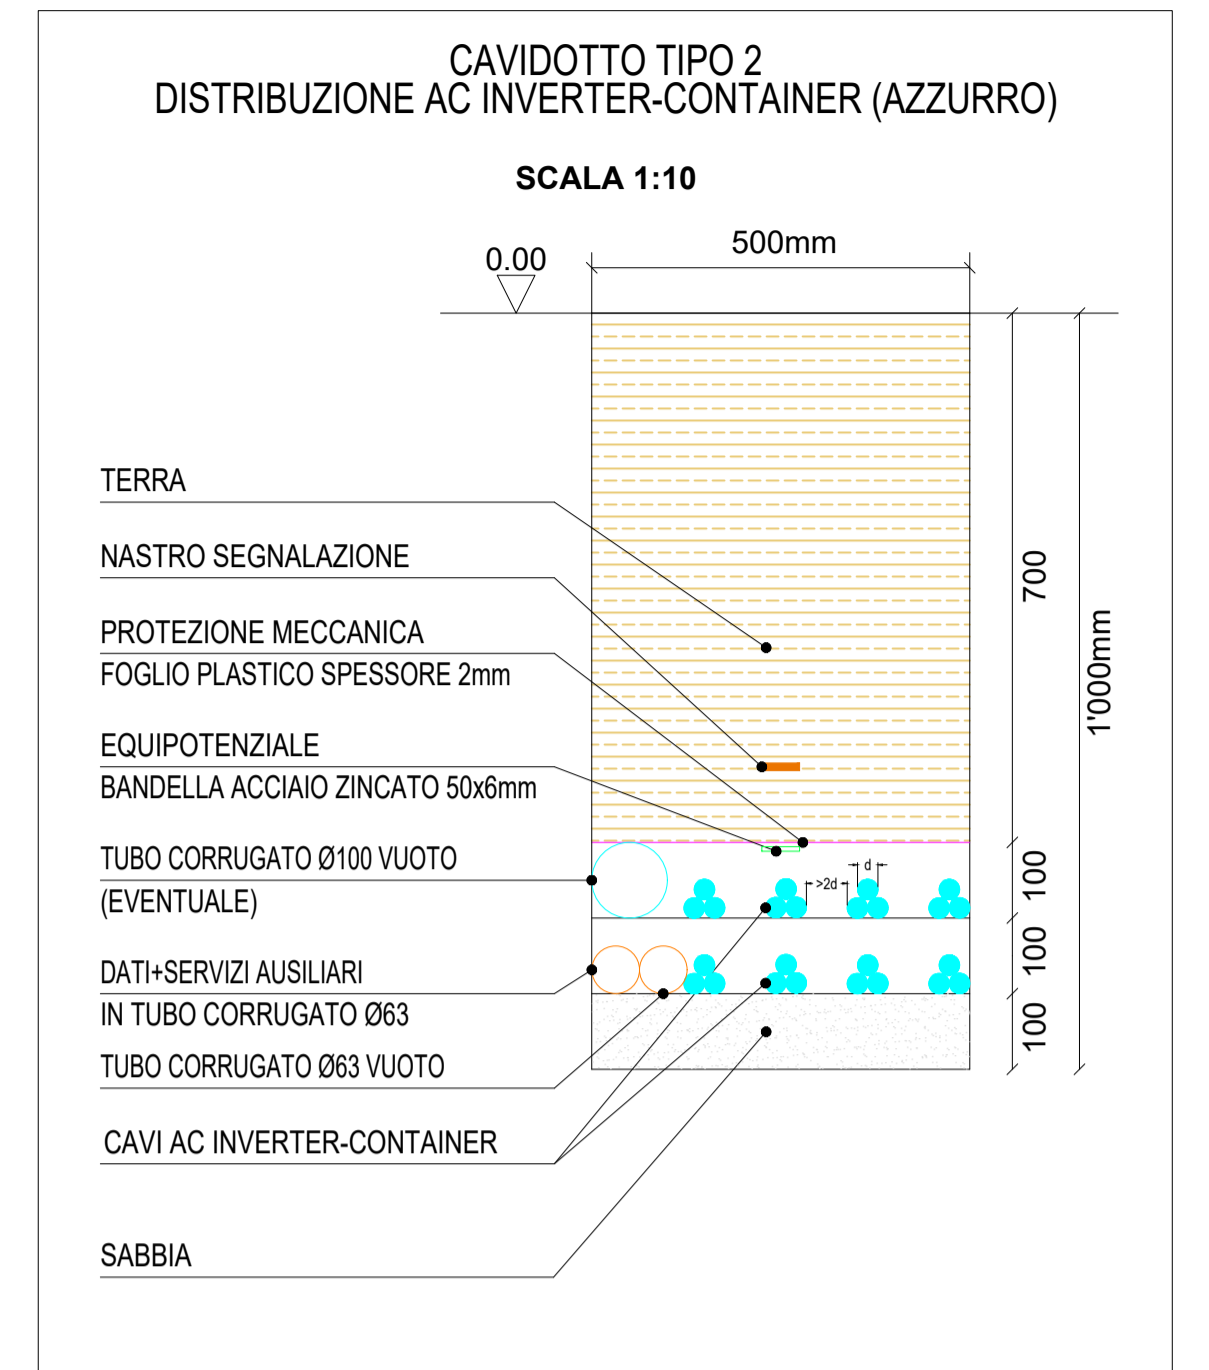 CAVIDOTTO TIPO 2
DISTRIBUZIONE AC INVERTER-CONTAINER (AZZURRO)
SCALA 1:10
500mm
0.00
TERRA
NASTRO SEGNALAZIONE
PROTEZIONE MECCANICA
FOGLIO PLASTICO SPESSORE 2mm
EQUIPOTENZIALE
BANDELLA ACCIAIO ZINCATO 50x6mm
TUBO CORRUGATO Ø100 VUOTO
(EVENTUALE)
DATI+SERVIZI AUSILIARI
IN TUBO CORRUGATO Ø63
TUBO CORRUGATO Ø63 VUOTO
CAVI AC INVERTER-CONTAINER
SABBIA
>2d
d
700
100
100
100
1'000mm